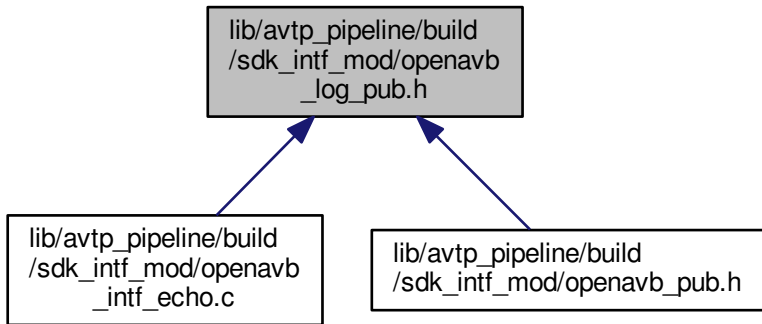 lib/avtp_pipeline/build
/sdk_intf_mod/openavb
_log_pub.h
lib/avtp_pipeline/build
/sdk_intf_mod/openavb
_intf_echo.c
lib/avtp_pipeline/build
/sdk_intf_mod/openavb_pub.h